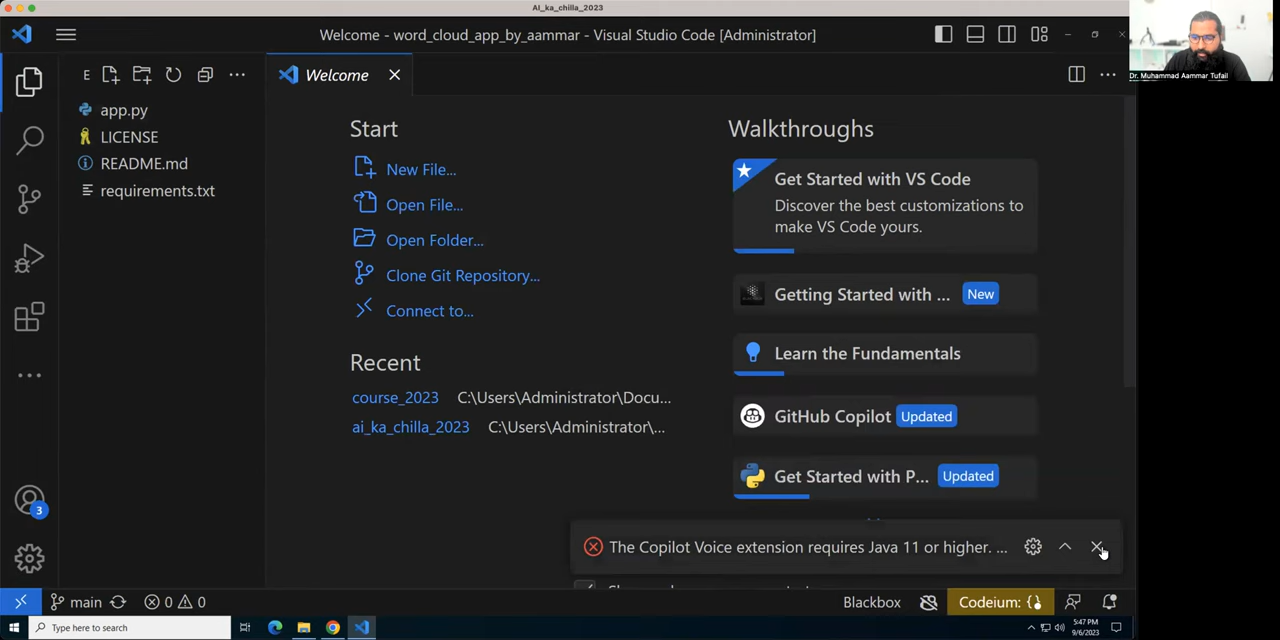 AI_ka_chilla_2023
Welcome - word_cloud_app_by_aammar - Visual Studio Code [Administrator]
Dr. Muhammad Aammar Tufail
E
Welcome
app.py
LICENSE
README.md
requirements.txt
Start
New File...
Open File...
Open Folder...
Clone Git Repository...
Connect to...
Recent
course_2023 C:\Users\Administrator\Docu...
ai_ka_chilla_2023 C:\Users\Administrator\...
Walkthroughs
Get Started with VS Code
Discover the best customizations to
make VS Code yours.
Getting Started with ... New
Learn the Fundamentals
GitHub Copilot Updated
Get Started with P... Updated
The Copilot Voice extension requires Java 11 or higher. ...
3
main 0 0
Blackbox Codeium: {}
Type here to search
5:47 PM
9/6/2023